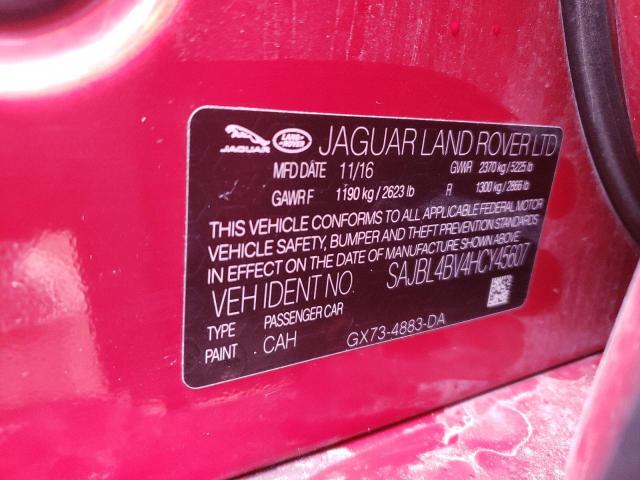 JAGUAR LAND ROVER JAGUAR LAND ROVER LTD
MFD DATE 11/16 GVWR 2370 kg / 5225 lb
GAWR F 1190 kg / 2623 lb R 1300 kg / 2866 lb
THIS VEHICLE CONFORMS TO ALL APPLICABLE FEDERAL MOTOR
VEHICLE SAFETY, BUMPER AND THEFT PREVENTION STANDARDS
IN EFFECT ON THE DATE OF MANUFACTURE SHOWN ABOVE.
VEH IDENT NO. SAJBL4BV4HCY45607
TYPE PASSENGER CAR
PAINT CAH GX73-4883-DA